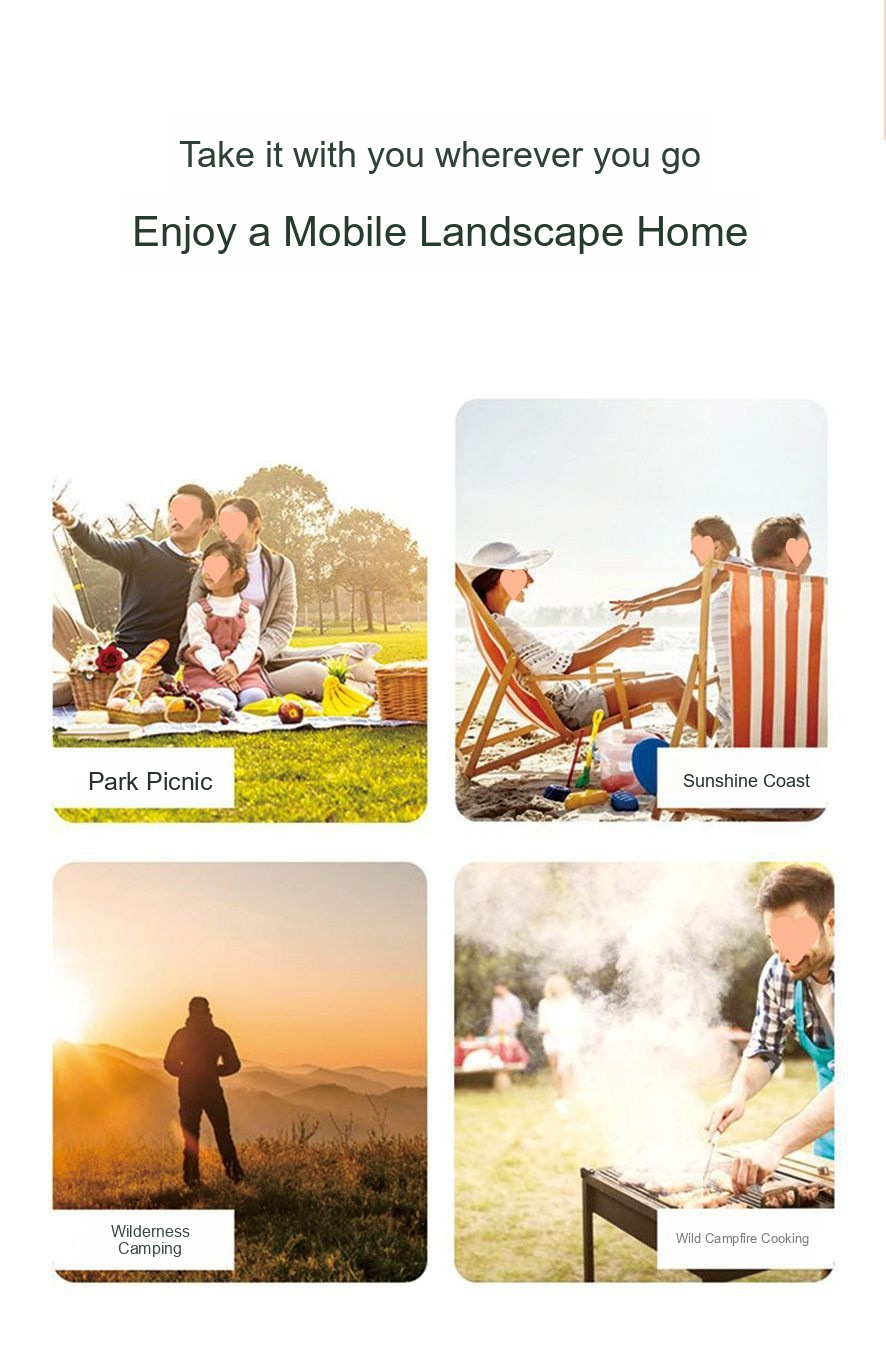 Take it with you wherever you go
Enjoy a Mobile Landscape Home
Park Picnic
Sunshine Coast
Wilderness
Camping
Wild Campfire Cooking